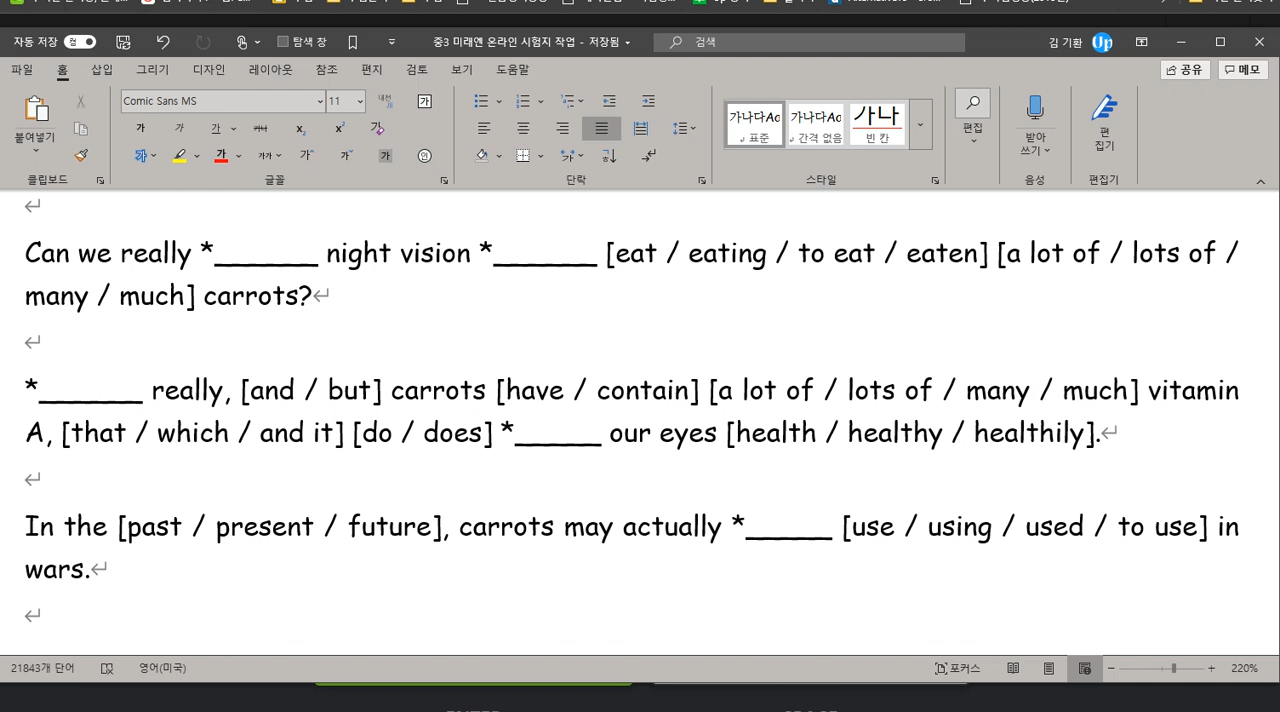 자동 저장 켬 탐색 창 중3 미래엔 온라인 시험지 작업 - 저장됨 검색 김 기환 Up
파일 홈 삽입 그리기 디자인 레이아웃 참조 편지 검토 보기 도움말 공유 메모
Comic Sans MS 11
붙여넣기 가나다 표준 가나다 간격 없음 가나 빈 칸 편집 받아쓰기 편집기
클립보드 글꼴 단락 스타일 음성 편집기
Can we really *______ night vision *______ [eat / eating / to eat / eaten] [a lot of / lots of /
many / much] carrots?
*______ really, [and / but] carrots [have / contain] [a lot of / lots of / many / much] vitamin
A, [that / which / and it] [do / does] *_____ our eyes [health / healthy / healthily].
In the [past / present / future], carrots may actually *_____ [use / using / used / to use] in
wars.
21843개 단어 영어(미국) 포커스 220%